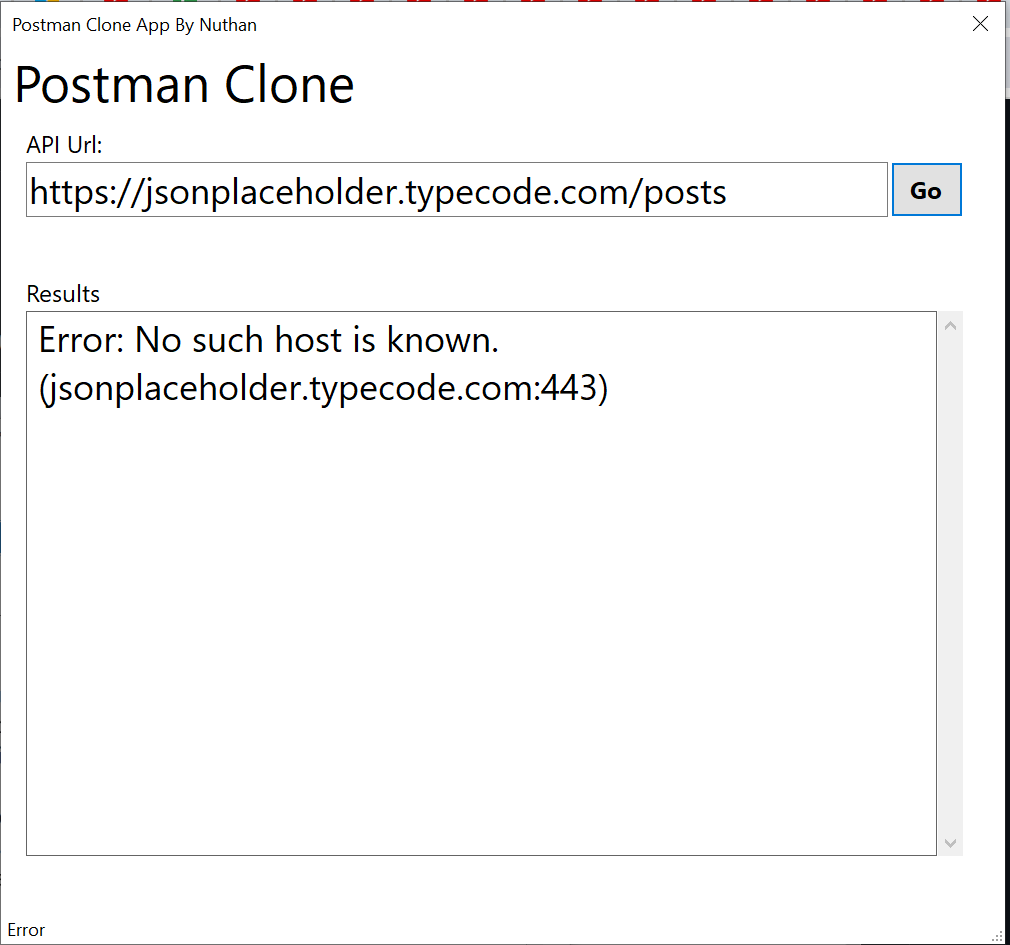 Postman Clone App By Nuthan
Postman Clone
API Url:
https://jsonplaceholder.typecode.com/posts
Go
Results
Error: No such host is known.
(jsonplaceholder.typecode.com:443)
Error